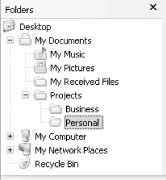 Folders
Desktop
My Documents
My Music
My Pictures
My Received Files
Projects
Business
Personal
My Computer
My Network Places
Recycle Bin